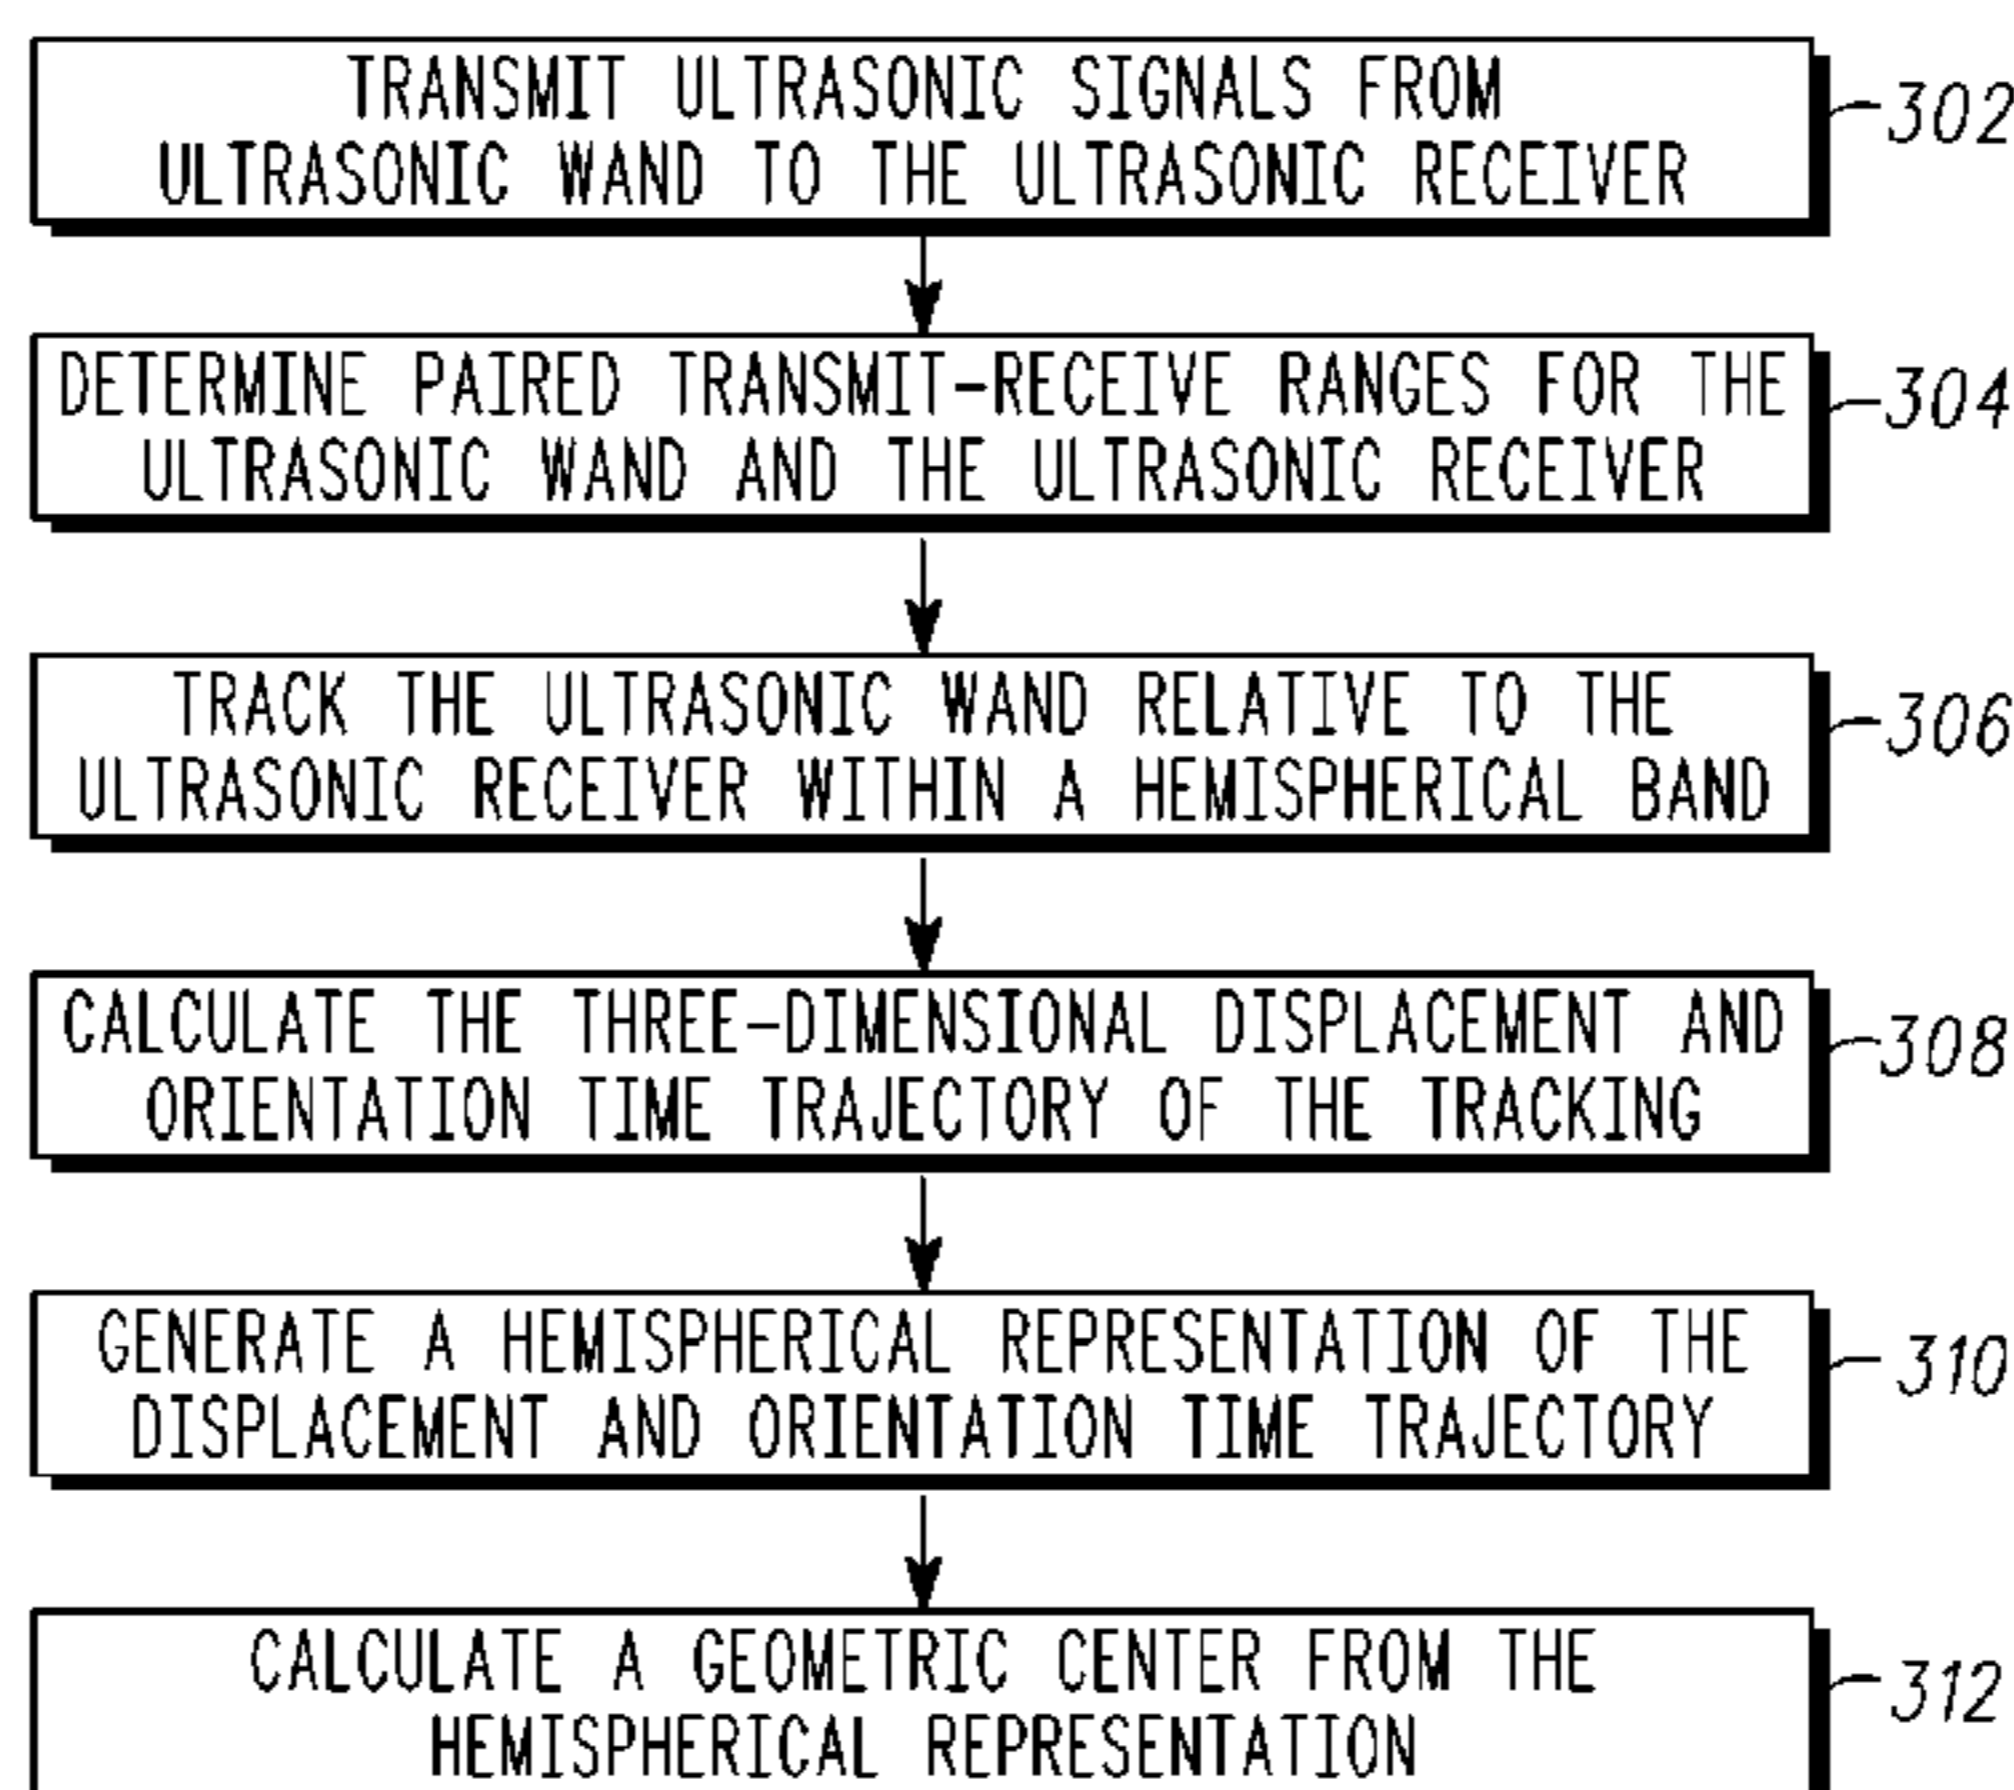 TRANSMIT ULTRASONIC SIGNALS FROM
ULTRASONIC WAND TO THE ULTRASONIC RECEIVER
302
DETERMINE PAIRED TRANSMIT-RECEIVE RANGES FOR THE
ULTRASONIC WAND AND THE ULTRASONIC RECEIVER
304
TRACK THE ULTRASONIC WAND RELATIVE TO THE
ULTRASONIC RECEIVER WITHIN A HEMISPHERICAL BAND
306
CALCULATE THE THREE-DIMENSIONAL DISPLACEMENT AND
ORIENTATION TIME TRAJECTORY OF THE TRACKING
308
GENERATE A HEMISPHERICAL REPRESENTATION OF THE
DISPLACEMENT AND ORIENTATION TIME TRAJECTORY
310
CALCULATE A GEOMETRIC CENTER FROM THE
HEMISPHERICAL REPRESENTATION
312